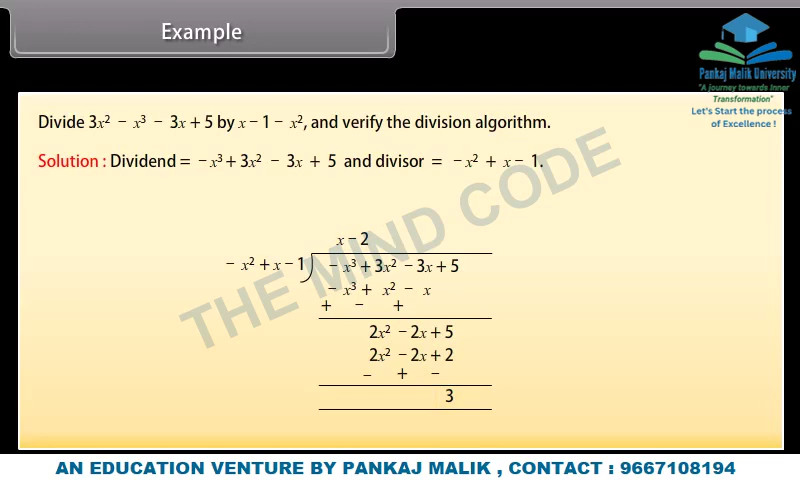 Example
Pankaj Malik University
"A journey towards Inner
Transformation"
Let's Start the process
of Excellence !
Divide 3x² − x³ − 3x + 5 by x − 1 − x², and verify the division algorithm.
Solution : Dividend = −x³ + 3x² − 3x + 5 and divisor = −x² + x − 1.
THE MIND CODE
x − 2
− x² + x − 1) − x³ + 3x² − 3x + 5
− x³ + x² − x
+ − +
2x² − 2x + 5
2x² − 2x + 2
− + −
3
AN EDUCATION VENTURE BY PANKAJ MALIK , CONTACT : 9667108194